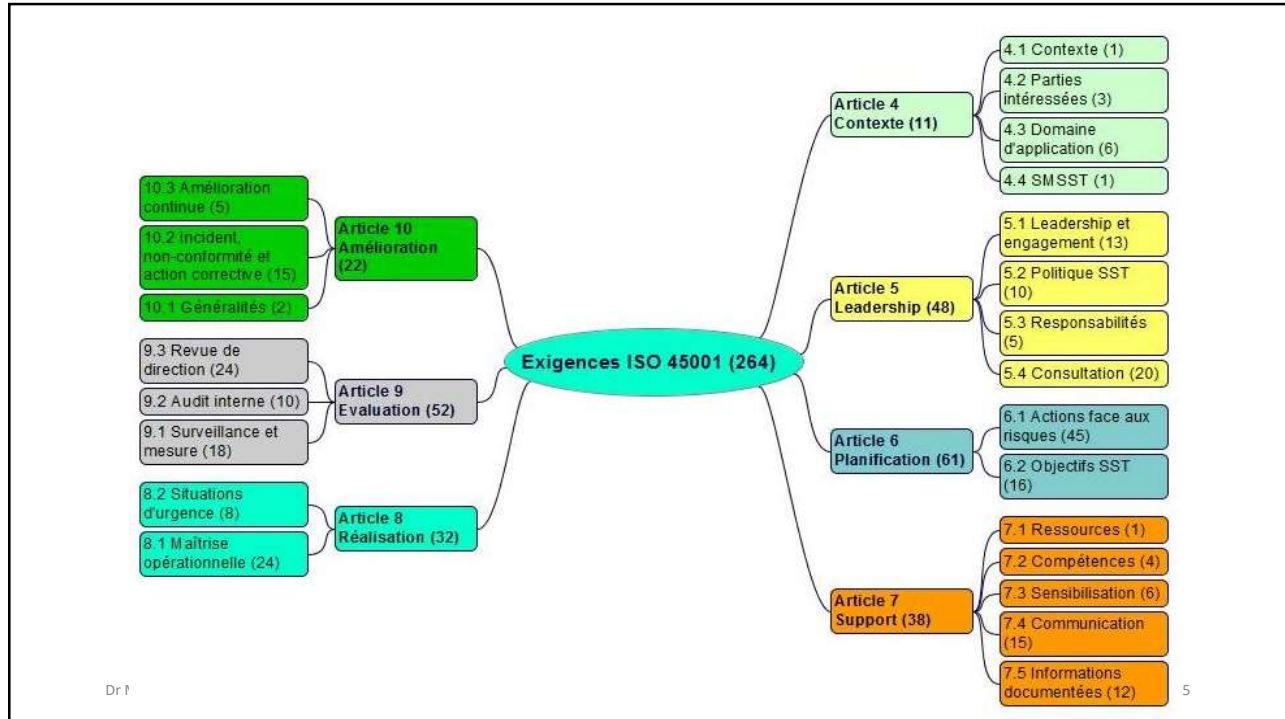 Exigences ISO 45001 (264)
Article 4
Contexte (11)
4.1 Contexte (1)
4.2 Parties
intéressées (3)
4.3 Domaine
d'application (6)
4.4 SMSST (1)
Article 5
Leadership (48)
5.1 Leadership et
engagement (13)
5.2 Politique SST
(10)
5.3 Responsabilités
(5)
5.4 Consultation (20)
Article 6
Planification (61)
6.1 Actions face aux
risques (45)
6.2 Objectifs SST
(16)
Article 7
Support (38)
7.1 Ressources (1)
7.2 Compétences (4)
7.3 Sensibilisation (6)
7.4 Communication
(15)
7.5 Informations
documentées (12)
Article 8
Réalisation (32)
8.2 Situations
d'urgence (8)
8.1 Maîtrise
opérationnelle (24)
Article 9
Evaluation (52)
9.3 Revue de
direction (24)
9.2 Audit interne (10)
9.1 Surveillance et
mesure (18)
Article 10
Amélioration
(22)
10.3 Amélioration
continue (5)
10.2 Incident,
non-conformité et
action corrective (15)
10.1 Généralités (2)
Dr
5